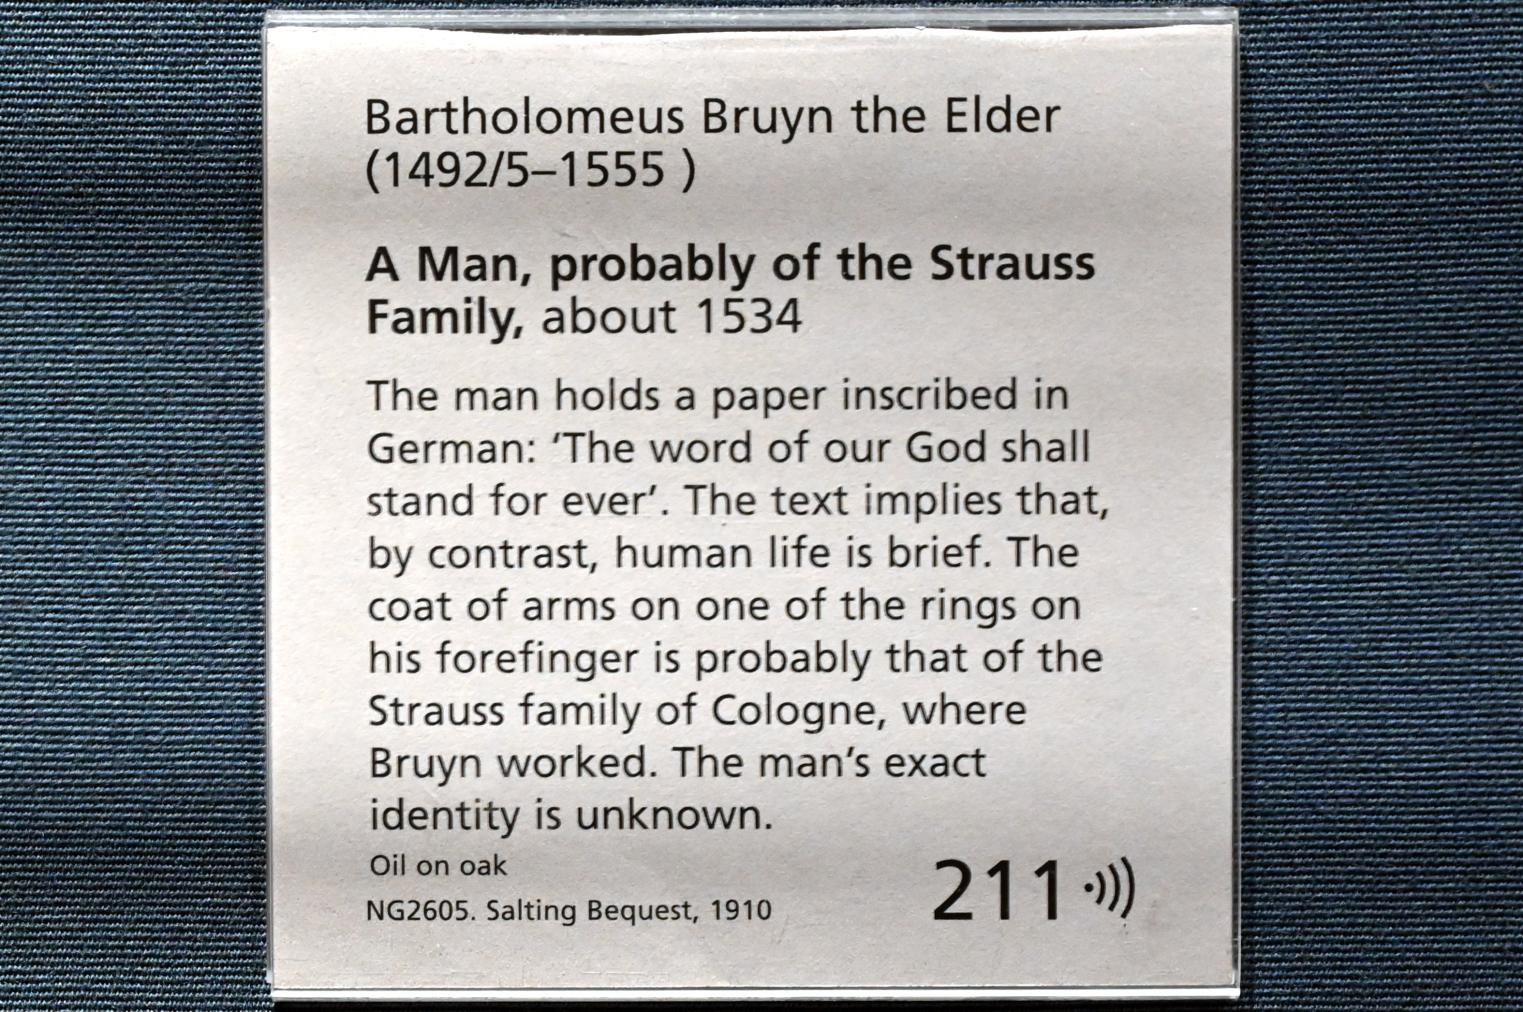 Bartholomeus Bruyn the Elder
(1492/5–1555 )
A Man, probably of the Strauss
Family, about 1534
The man holds a paper inscribed in
German: ‘The word of our God shall
stand for ever’. The text implies that,
by contrast, human life is brief. The
coat of arms on one of the rings on
his forefinger is probably that of the
Strauss family of Cologne, where
Bruyn worked. The man’s exact
identity is unknown.
Oil on oak
NG2605. Salting Bequest, 1910
211